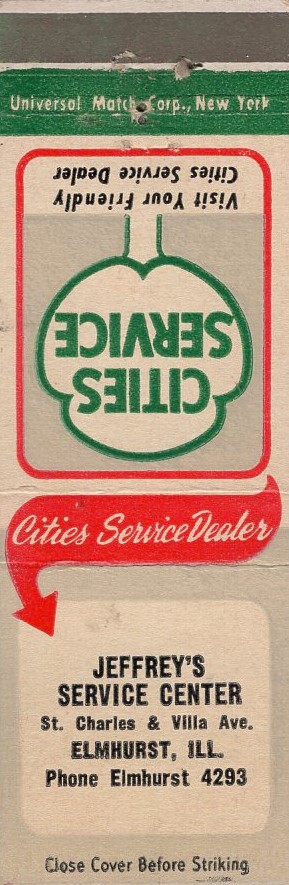 Universal Match Corp., New York
Visit Your Friendly
Cities Service Dealer
CITIES
SERVICE
Cities Service Dealer
JEFFREY'S
SERVICE CENTER
St. Charles & Villa Ave.
ELMHURST, ILL.
Phone Elmhurst 4293
Close Cover Before Striking